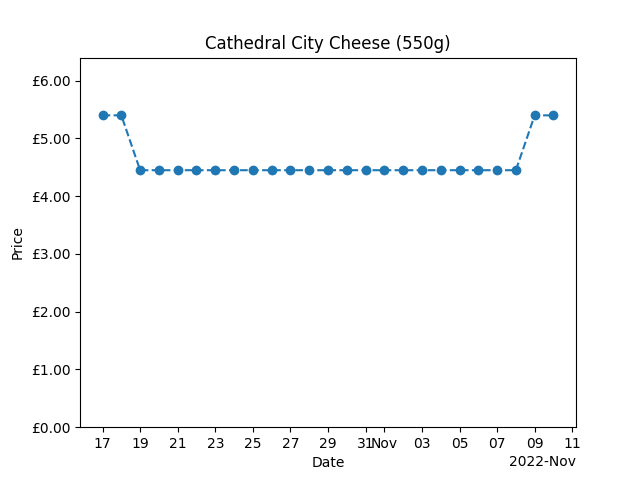 Cathedral City Cheese (550g)
£6.00
£5.00
£4.00
£3.00
£2.00
£1.00
£0.00
Price
17 19 21 23 25 27 29 31 Nov 03 05 07 09 11
Date
2022-Nov